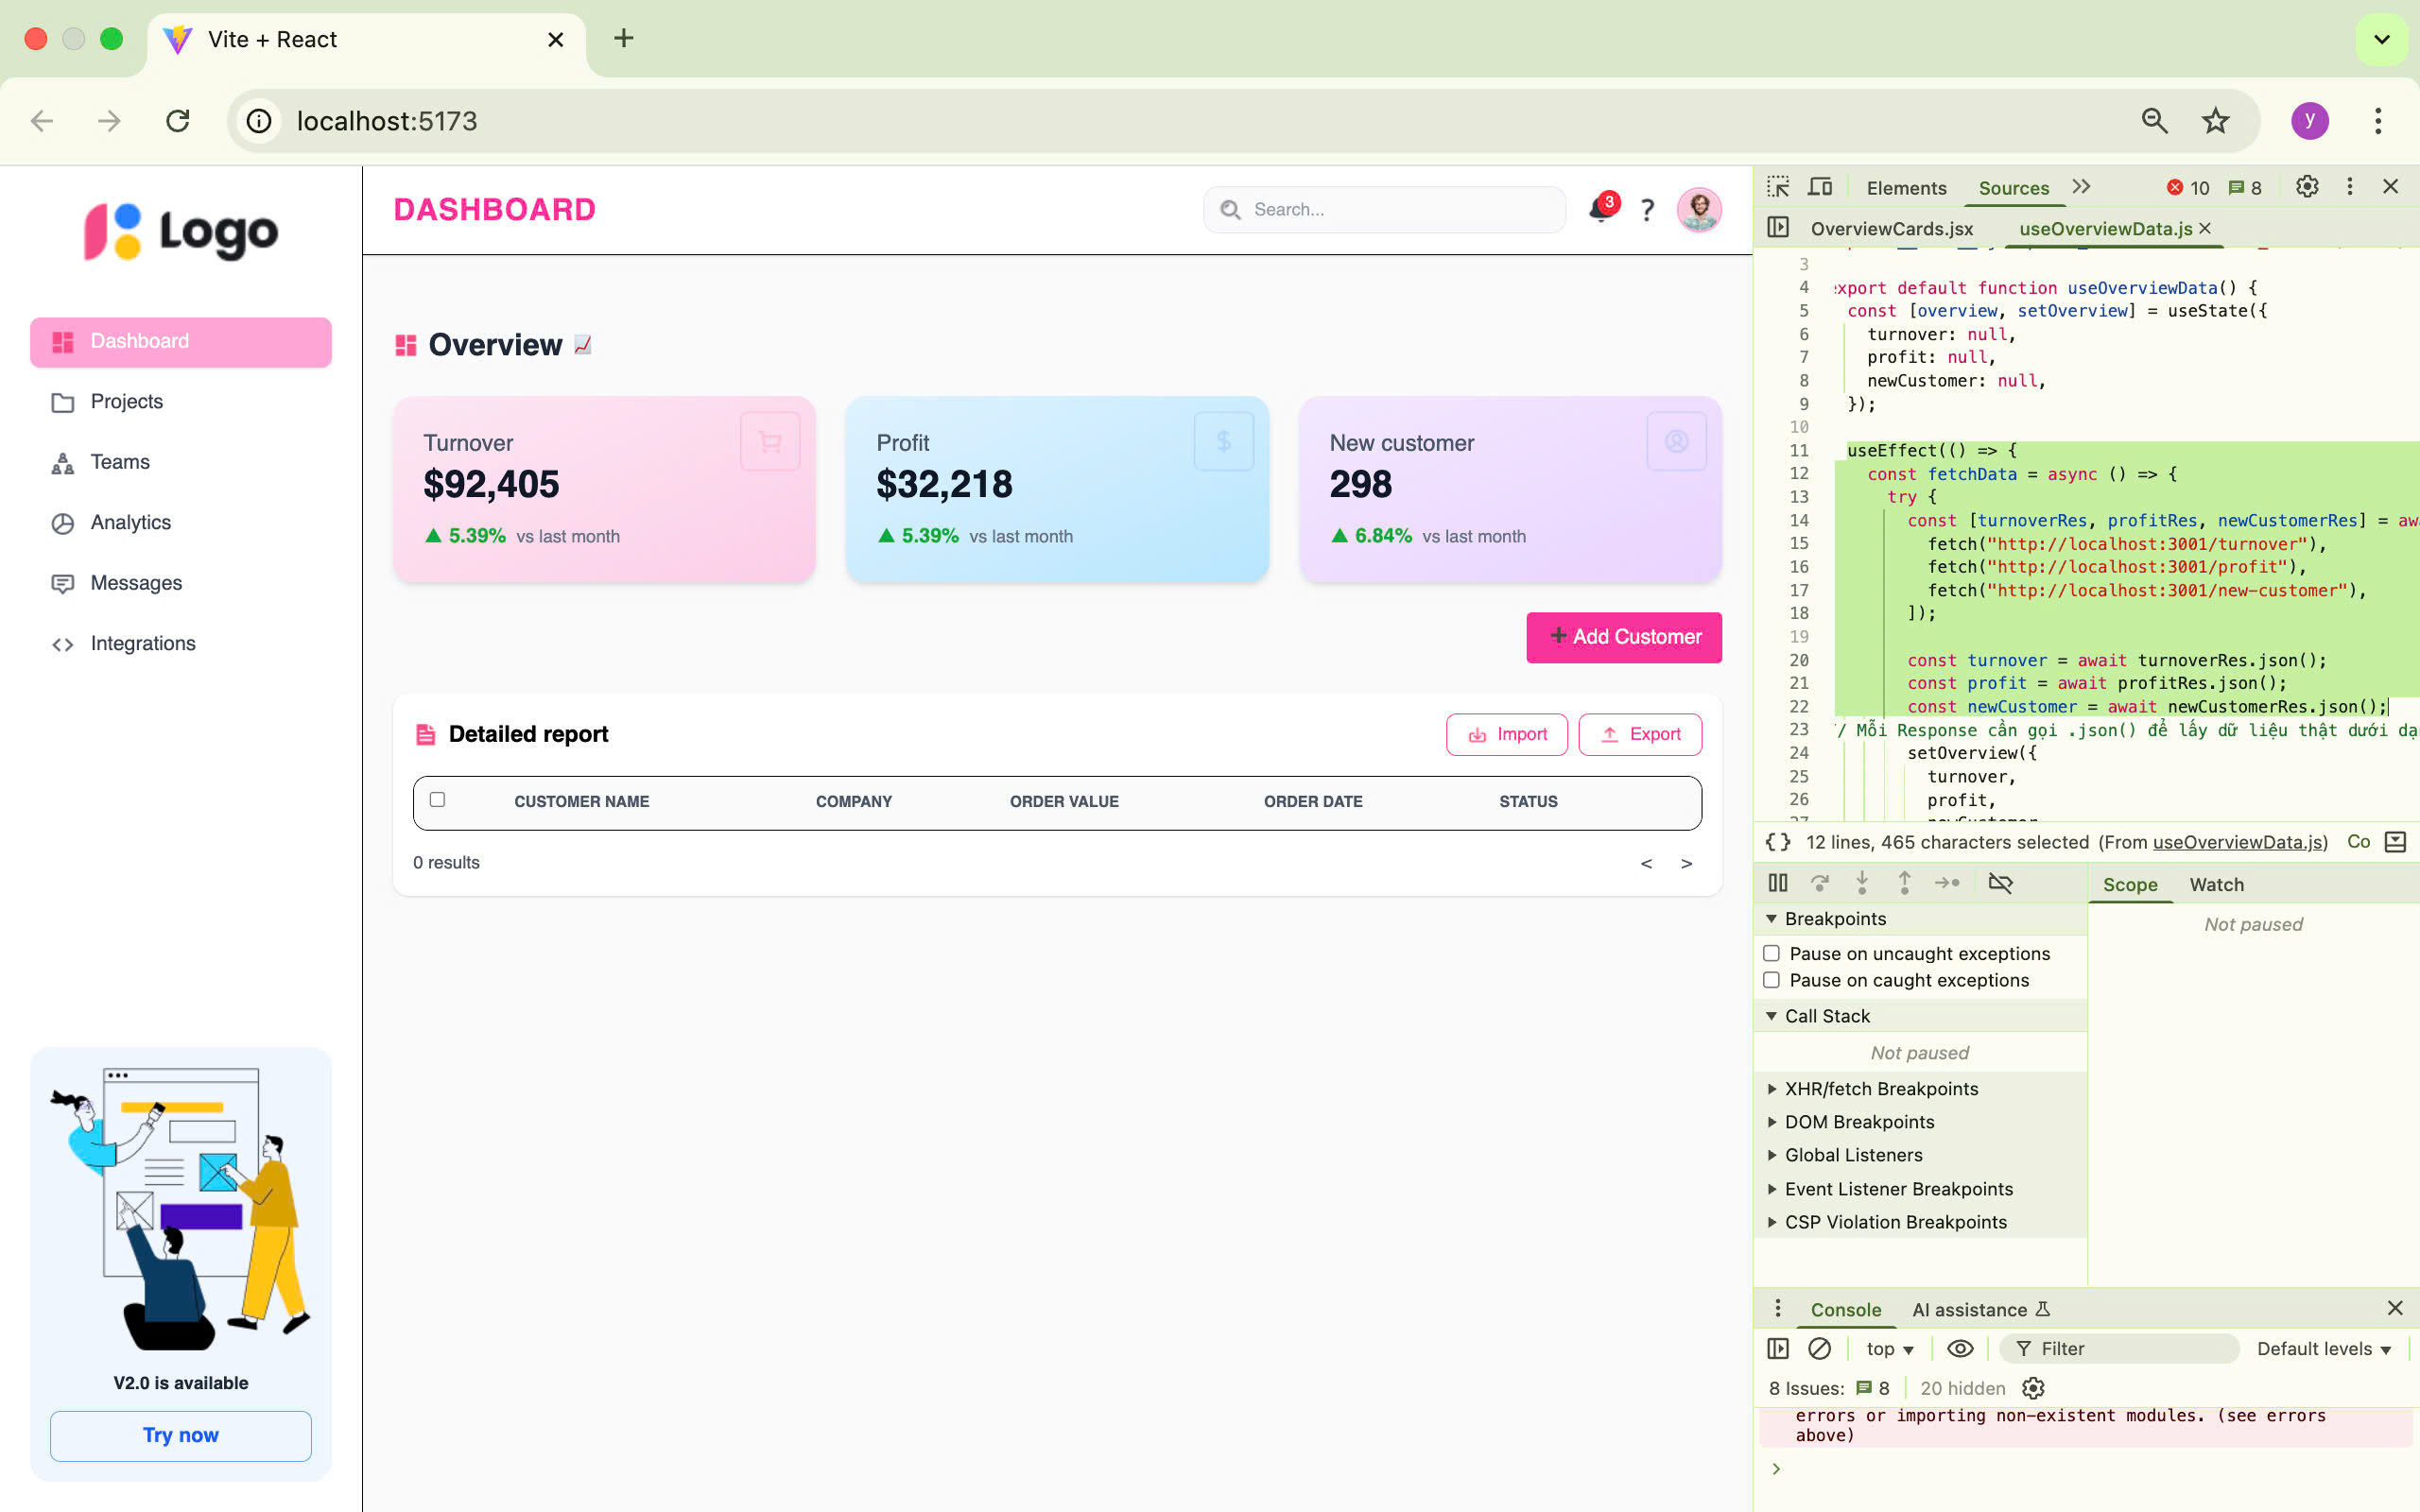 Vite + React
localhost:5173
Logo
Dashboard
Projects
Teams
Analytics
Messages
Integrations
V2.0 is available
Try now
DASHBOARD
Search...
3
?
Overview
Turnover
$92,405
5.39% vs last month
Profit
$
$32,218
5.39% vs last month
New customer
298
6.84% vs last month
Add Customer
Detailed report
Import
Export
CUSTOMER NAME COMPANY ORDER VALUE ORDER DATE STATUS
0 results
< >
y
Elements Sources 10 8
OverviewCards.jsx useOverviewData.js
3
4 export default function useOverviewData() {
5 const [overview, setOverview] = useState({
6 turnover: null,
7 profit: null,
8 newCustomer: null,
9 });
10
11 useEffect(() => {
12 const fetchData = async () => {
13 try {
14 const [turnoverRes, profitRes, newCustomerRes] = aw
15 fetch("http://localhost:3001/turnover"),
16 fetch("http://localhost:3001/profit"),
17 fetch("http://localhost:3001/new-customer"),
18 ]);
19
20 const turnover = await turnoverRes.json();
21 const profit = await profitRes.json();
22 const newCustomer = await newCustomerRes.json();
23 / Mỗi Response cần gọi .json() để lấy dữ liệu thật dưới dạ
24 setOverview({
25 turnover,
26 profit,
{ } 12 lines, 465 characters selected (From useOverviewData.js) Co
Scope Watch
Not paused
Breakpoints
Pause on uncaught exceptions
Pause on caught exceptions
Call Stack
Not paused
XHR/fetch Breakpoints
DOM Breakpoints
Global Listeners
Event Listener Breakpoints
CSP Violation Breakpoints
Console AI assistance
top Filter Default levels
8 Issues: 8 20 hidden
errors or importing non-existent modules. (see errors
above)